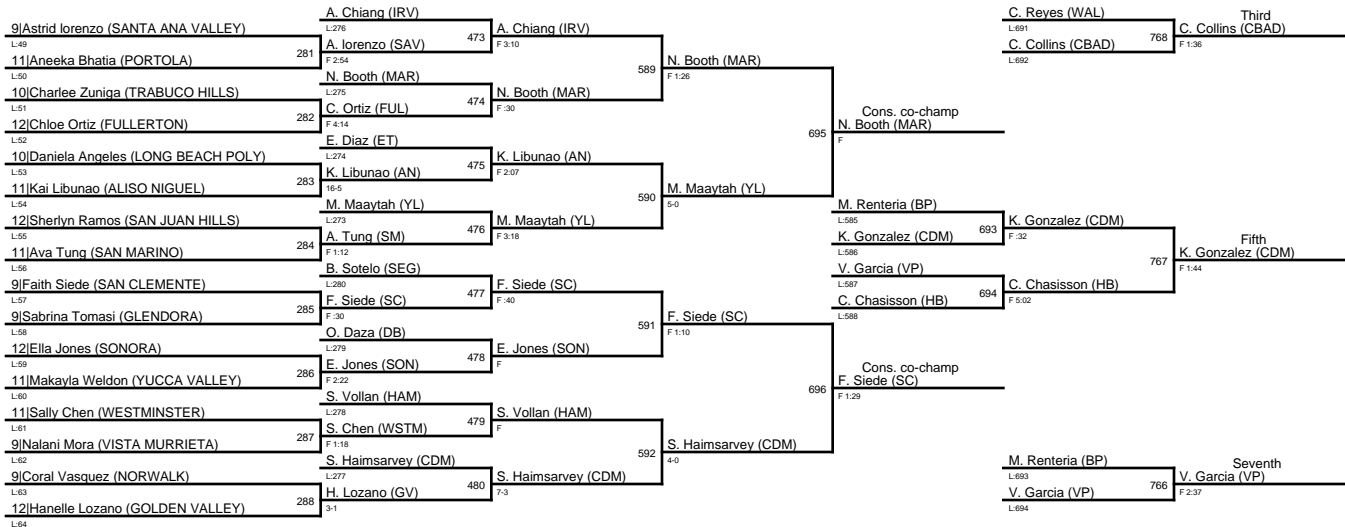 9|Astrid lorenzo (SANTA ANA VALLEY)
L:49
281
11|Aneeka Bhatia (PORTOLA)
L:50
10|Charlee Zuniga (TRABUCO HILLS)
L:51
282
12|Chloe Ortiz (FULLERTON)
L:52
10|Daniela Angeles (LONG BEACH POLY)
L:53
283
11|Kai Libunao (ALISO NIGUEL)
L:54
12|Sherlyn Ramos (SAN JUAN HILLS)
L:55
284
11|Ava Tung (SAN MARINO)
L:56
9|Faith Siede (SAN CLEMENTE)
L:57
285
9|Sabrina Tomasi (GLENDORA)
L:58
12|Ella Jones (SONORA)
L:59
286
11|Makayla Weldon (YUCCA VALLEY)
L:60
11|Sally Chen (WESTMINSTER)
L:61
287
9|Nalani Mora (VISTA MURRIETA)
L:62
9|Coral Vasquez (NORWALK)
L:63
288
12|Hanelle Lozano (GOLDEN VALLEY)
L:64
A. Chiang (IRV)
L:276
473
A. lorenzo (SAV)
F 2:54
N. Booth (MAR)
L:275
474
C. Ortiz (FUL)
F 4:14
E. Diaz (ET)
L:274
475
K. Libunao (AN)
16-5
M. Maaytah (YL)
L:273
476
A. Tung (SM)
F 1:12
B. Sotelo (SEG)
L:280
477
F. Siede (SC)
F :30
O. Daza (DB)
L:279
478
E. Jones (SON)
F 2:22
S. Vollan (HAM)
L:278
479
S. Chen (WSTM)
F 1:18
S. Haimsarvey (CDM)
L:277
480
H. Lozano (GV)
3-1
A. Chiang (IRV)
F 3:10
589
N. Booth (MAR)
F :30
K. Libunao (AN)
F 2:07
590
M. Maaytah (YL)
F 3:18
F. Siede (SC)
F :40
591
E. Jones (SON)
F
S. Vollan (HAM)
F
592
S. Haimsarvey (CDM)
7-3
N. Booth (MAR)
F 1:26
695
M. Maaytah (YL)
5-0
F. Siede (SC)
F 1:10
696
S. Haimsarvey (CDM)
4-0
Cons. co-champ
N. Booth (MAR)
F
Cons. co-champ
F. Siede (SC)
F 1:29
C. Reyes (WAL)
L:691
768
C. Collins (CBAD)
L:692
Third
C. Collins (CBAD)
F 1:36
M. Renteria (BP)
L:585
693
K. Gonzalez (CDM)
L:586
V. Garcia (VP)
L:587
694
C. Chasisson (HB)
L:588
K. Gonzalez (CDM)
F :32
767
C. Chasisson (HB)
F 5:02
Fifth
K. Gonzalez (CDM)
F 1:44
M. Renteria (BP)
L:693
766
V. Garcia (VP)
L:694
Seventh
V. Garcia (VP)
F 2:37